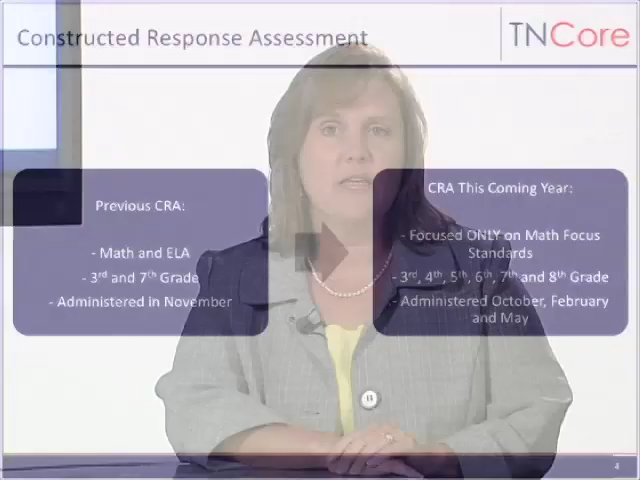 Constructed Response Assessment
TNCore
Previous CRA:
- Math and ELA
- 3rd and 7th Grade
- Administered in November
CRA This Coming Year:
- Focused ONLY on Math Focus
Standards
- 3rd, 4th, 5th, 6th, 7th and 8th Grade
- Administered October, February
and May
4